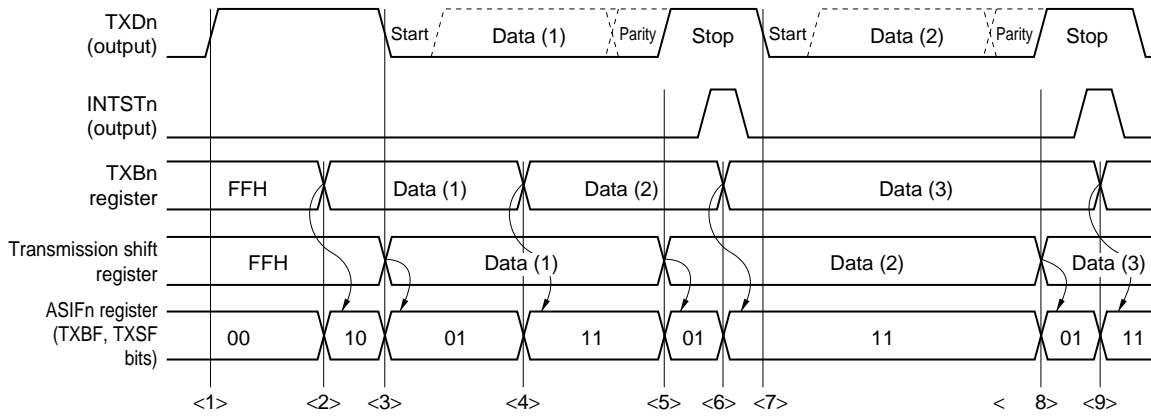 TXDn
(output)
Start Data (1) Parity Stop Start Data (2) Parity Stop
INTSTn
(output)
TXBn
register
FFH Data (1) Data (2) Data (3)
Transmission shift
register
FFH Data (1) Data (2) Data (3)
ASIFn register
(TXBF, TXSF
bits)
00 10 01 11 01 11 01 11
<1> <2> <3> <4> <5> <6> <7> < 8> <9>